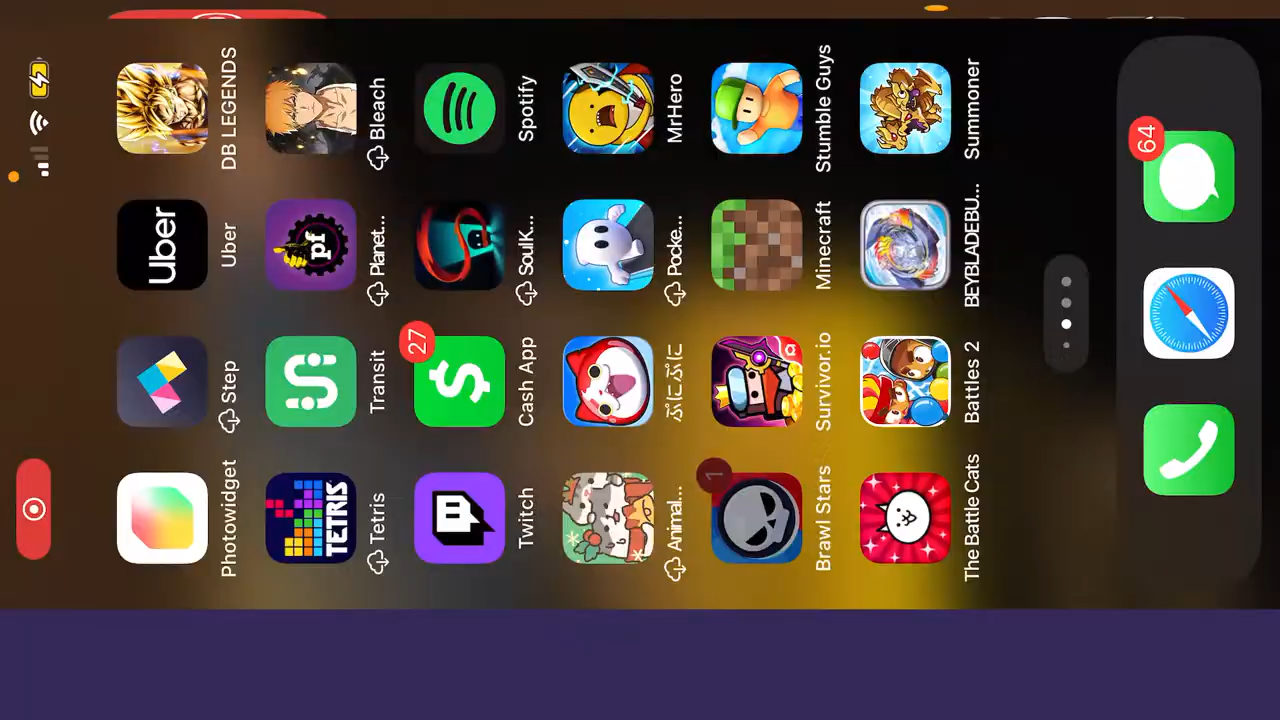 Uber
Photowidget
Step
Uber
DB LEGENDS
TETRIS
pf
Tetris
Transit
Planet...
Bleach
27
$
Twitch
Cash App
SoulK...
Spotify
Animal...
ぷにぷに
Pocke...
MrHero
1
Brawl Stars
Survivor.io
Minecraft
Stumble Guys
The Battle Cats
Battles 2
BEYBLADEBU...
Summoner
64